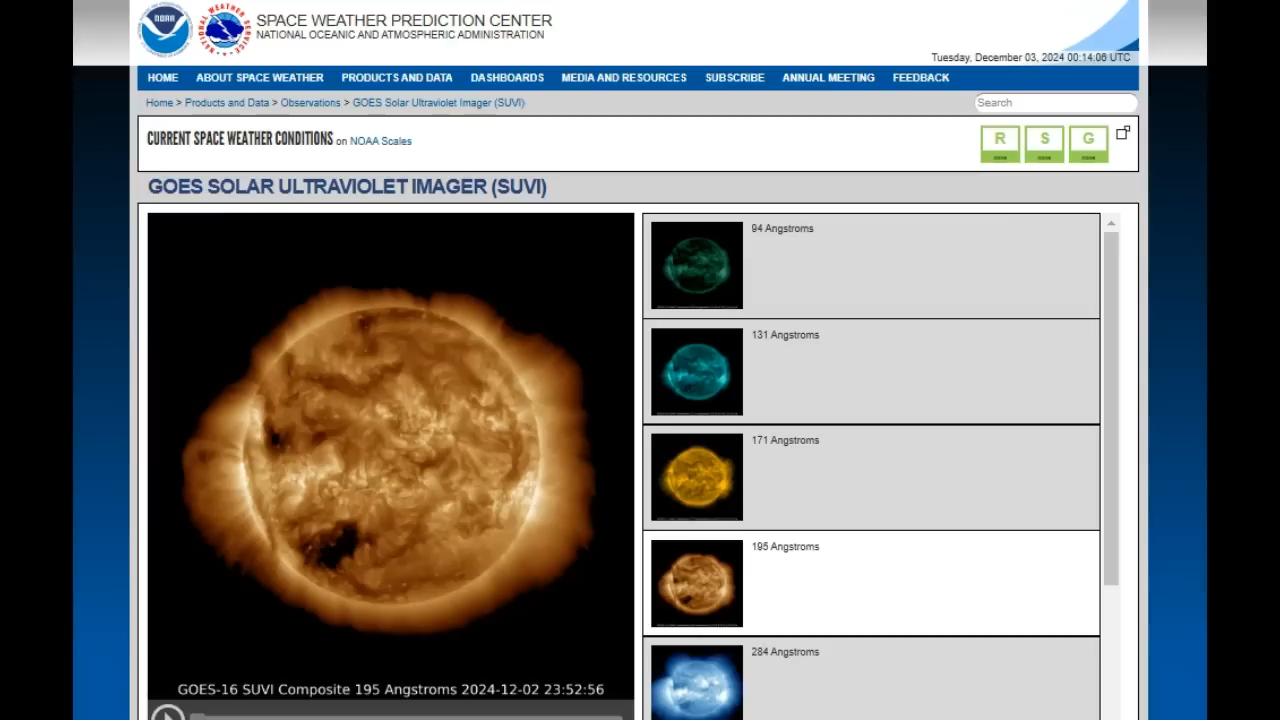 NOAA
SPACE WEATHER PREDICTION CENTER
NATIONAL OCEANIC AND ATMOSPHERIC ADMINISTRATION
Tuesday, December 03, 2024 00:14:06 UTC
HOME ABOUT SPACE WEATHER PRODUCTS AND DATA DASHBOARDS MEDIA AND RESOURCES SUBSCRIBE ANNUAL MEETING FEEDBACK
Home > Products and Data > Observations > GOES Solar Ultraviolet Imager (SUVI)
Search
CURRENT SPACE WEATHER CONDITIONS on NOAA Scales
R S G
none none none
GOES SOLAR ULTRAVIOLET IMAGER (SUVI)
94 Angstroms
131 Angstroms
171 Angstroms
195 Angstroms
284 Angstroms
GOES-16 SUVI Composite 195 Angstroms 2024-12-02 23:52:56